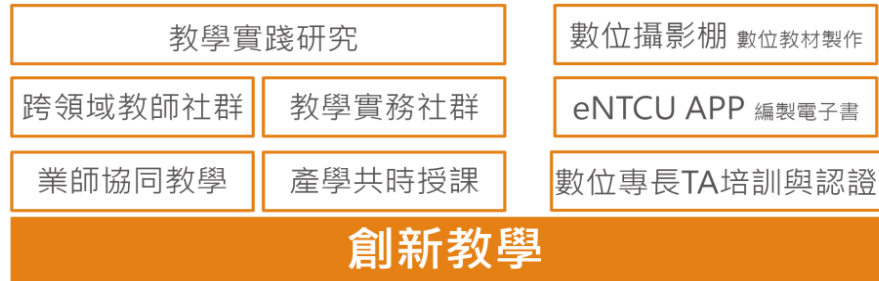 教學實踐研究
數位攝影棚 數位教材製作
跨領域教師社群
教學實務社群
eNTCU APP 編製電子書
業師協同教學
產學共時授課
數位專長TA培訓與認證
創新教學